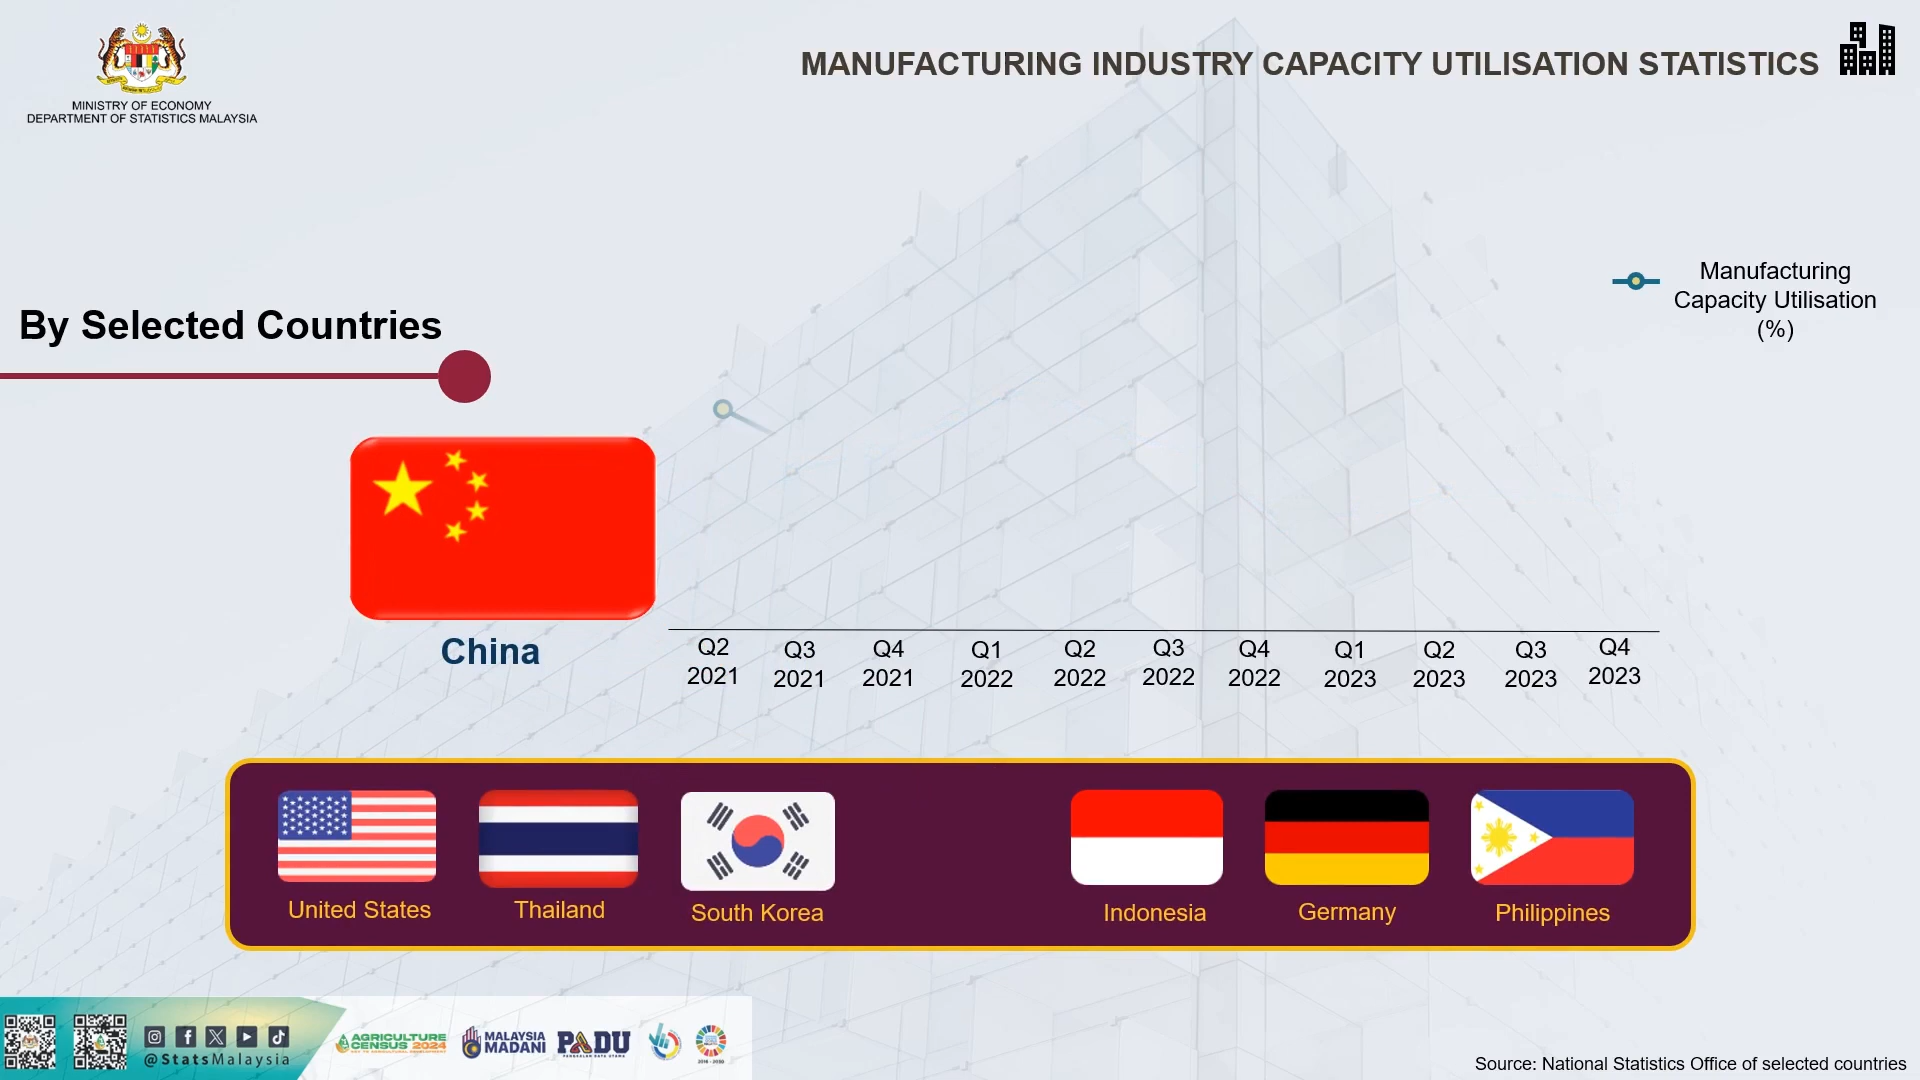 MINISTRY OF ECONOMY
DEPARTMENT OF STATISTICS MALAYSIA
MANUFACTURING INDUSTRY CAPACITY UTILISATION STATISTICS
Manufacturing
Capacity Utilisation
(%)
By Selected Countries
China
Q2 2021
Q3 2021
Q4 2021
Q1 2022
Q2 2022
Q3 2022
Q4 2022
Q1 2023
Q2 2023
Q3 2023
Q4 2023
United States
Thailand
South Korea
Indonesia
Germany
Philippines
@StatsMalaysia
AGRICULTURE
CENSUS 2024
MALAYSIA
MADANI
PADU
Source: National Statistics Office of selected countries